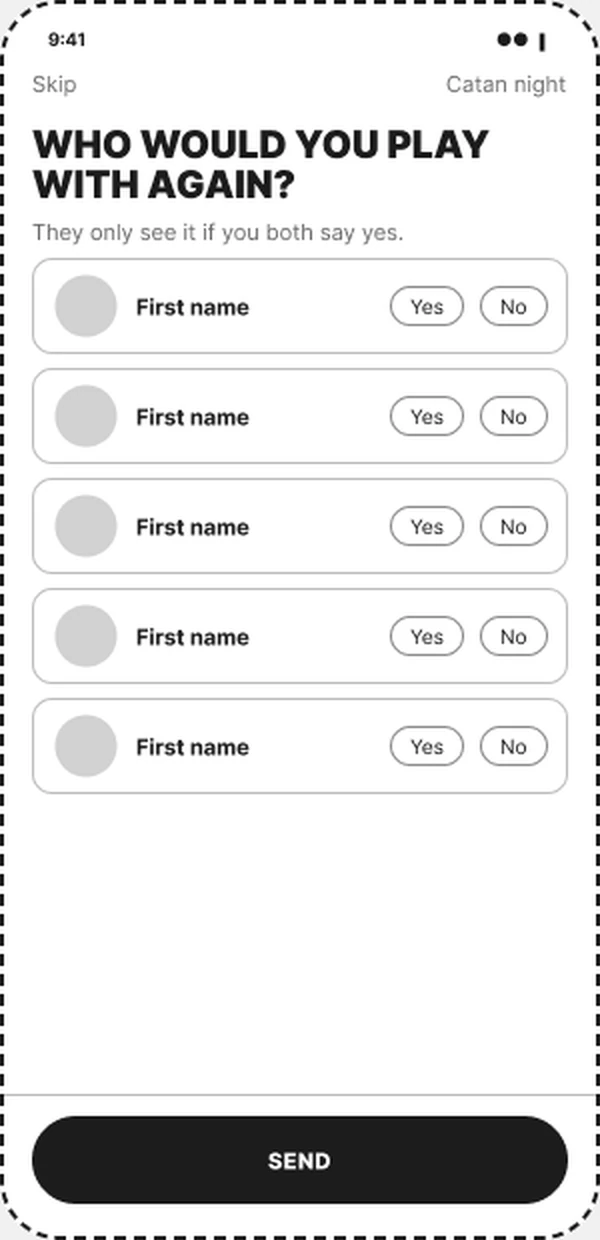 9:41
Skip
Catan night
WHO WOULD YOU PLAY
WITH AGAIN?
They only see it if you both say yes.
First name Yes No
First name Yes No
First name Yes No
First name Yes No
First name Yes No
SEND